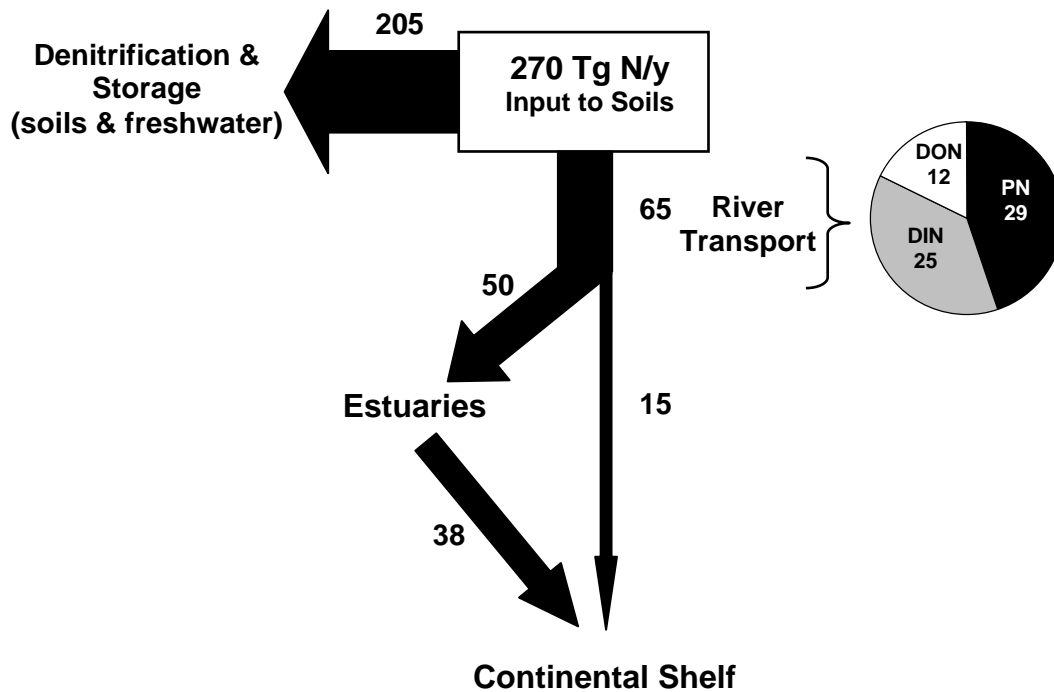 205
Denitrification &
Storage
(soils & freshwater)
270 Tg N/y
Input to Soils
65
River
Transport
DON
12
PN
29
DIN
25
50
Estuaries
15
38
Continental Shelf